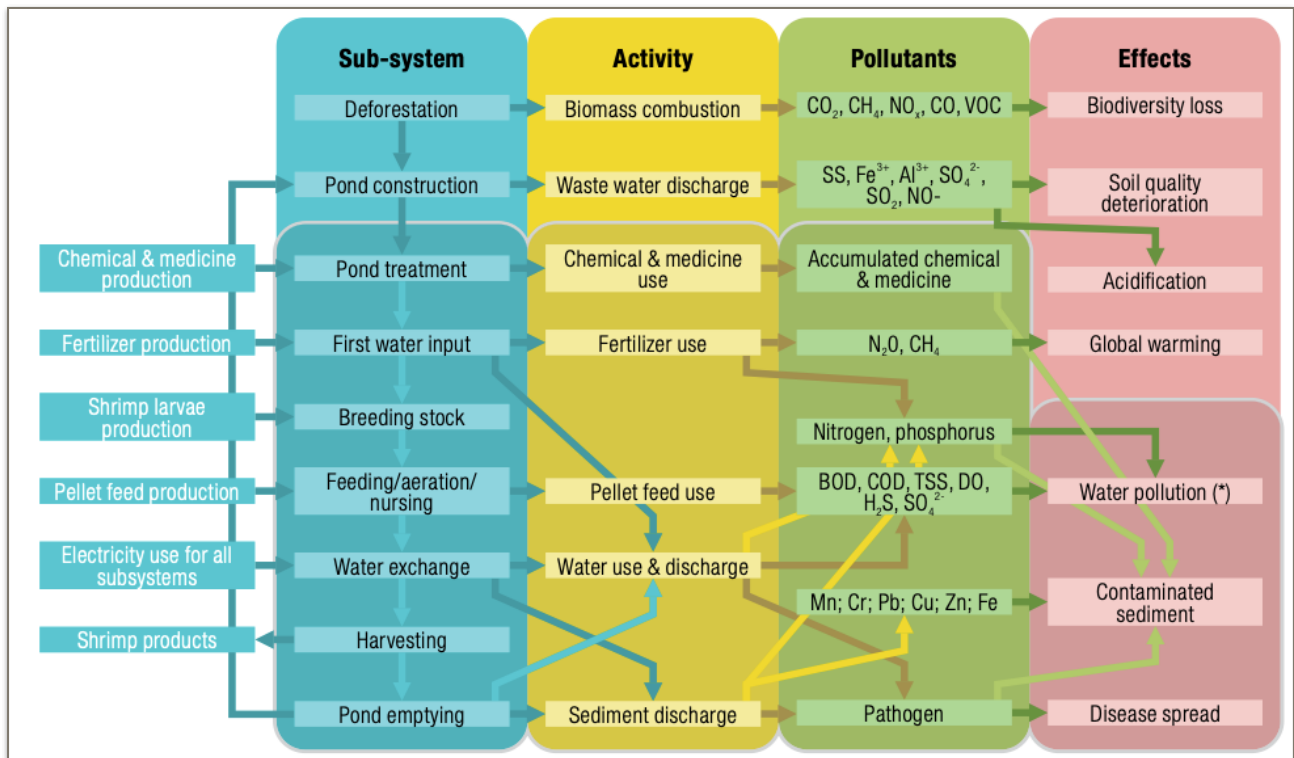 Sub-system
Activity
Pollutants
Effects
Deforestation
Biomass combustion
CO₂, CH₄, NOₓ, CO, VOC
Biodiversity loss
Pond construction
Waste water discharge
SS, Fe³⁺, Al³⁺, SO₄²⁻,
SO₂, NO-
Soil quality
deterioration
Chemical & medicine
production
Pond treatment
Chemical & medicine
use
Accumulated chemical
& medicine
Acidification
Fertilizer production
First water input
Fertilizer use
N₂O, CH₄
Global warming
Shrimp larvae
production
Breeding stock
Nitrogen, phosphorus
Pellet feed production
Feeding/aeration/
nursing
Pellet feed use
BOD, COD, TSS, DO,
H₂S, SO₄²⁻
Water pollution (*)
Electricity use for all
subsystems
Water exchange
Water use & discharge
Mn; Cr; Pb; Cu; Zn; Fe
Contaminated
sediment
Shrimp products
Harvesting
Pond emptying
Sediment discharge
Pathogen
Disease spread